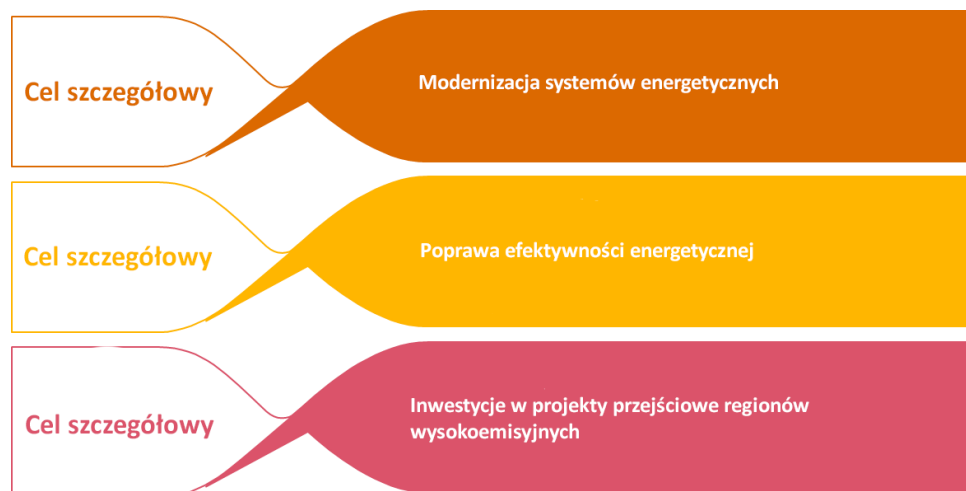 Cel szczegółowy
Modernizacja systemów energetycznych
Cel szczegółowy
Poprawa efektywności energetycznej
Cel szczegółowy
Inwestycje w projekty przejściowe regionów
wysokoemisyjnych